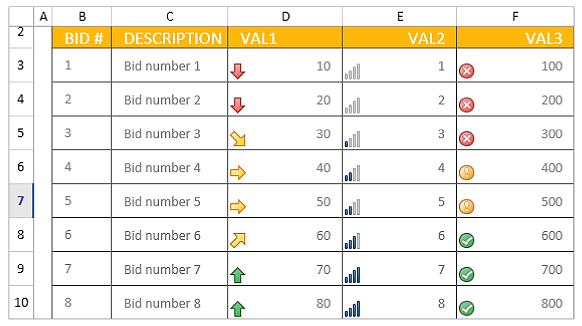 A B C D E F
2 BID # DESCRIPTION VAL1 VAL2 VAL3
3 1 Bid number 1 10 1 100
4 2 Bid number 2 20 2 200
5 3 Bid number 3 30 3 300
6 4 Bid number 4 40 4 400
7 5 Bid number 5 50 5 500
8 6 Bid number 6 60 6 600
9 7 Bid number 7 70 7 700
10 8 Bid number 8 80 8 800